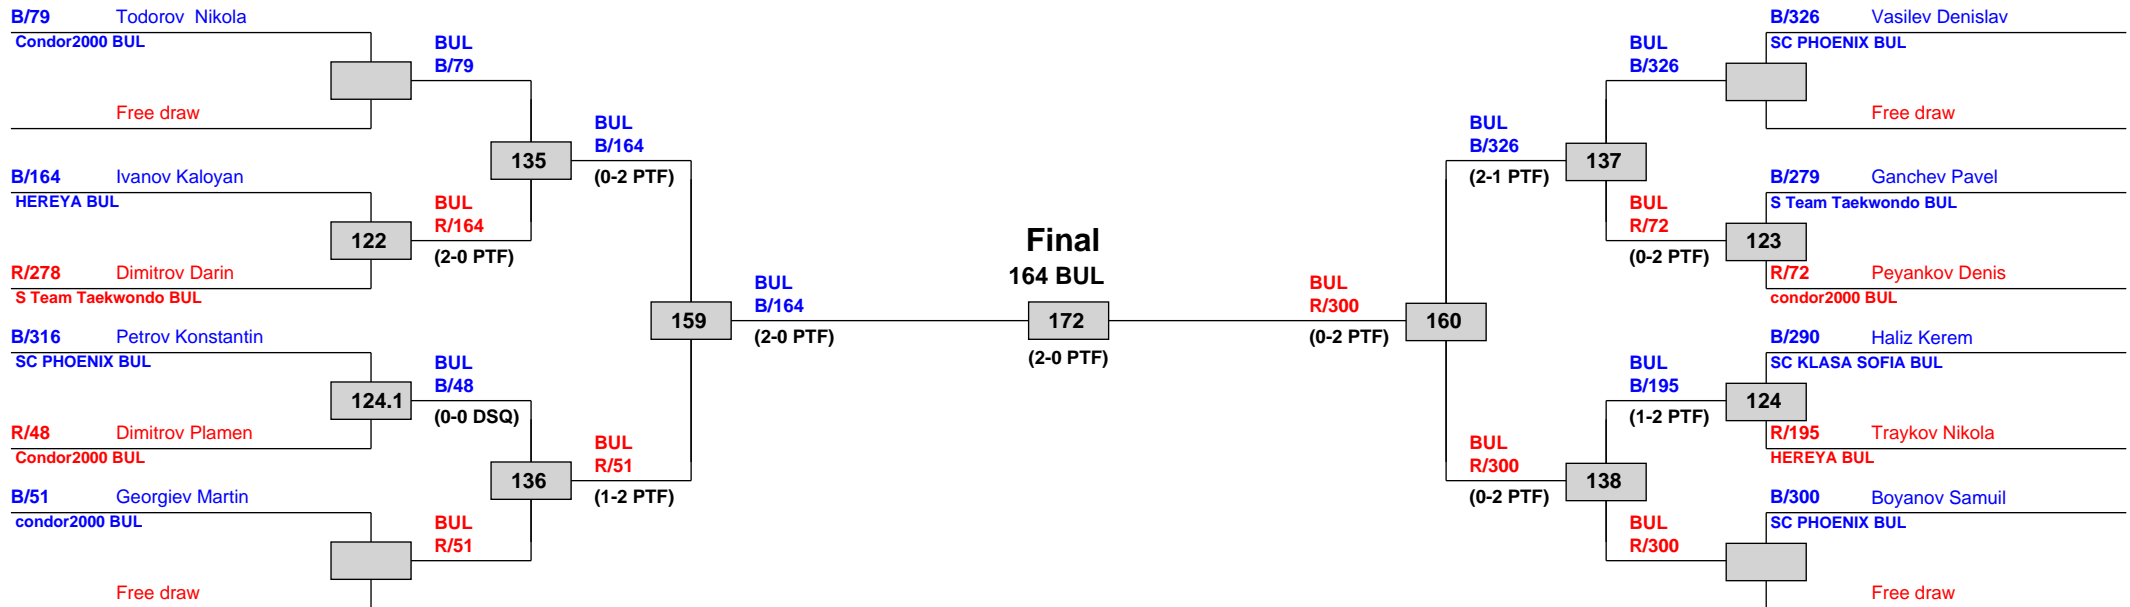 B/79 Todorov Nikola
Condor2000 BUL
Free draw
B/164 Ivanov Kaloyan
HEREYA BUL
R/278 Dimitrov Darin
S Team Taekwondo BUL
B/316 Petrov Konstantin
SC PHOENIX BUL
R/48 Dimitrov Plamen
Condor2000 BUL
B/51 Georgiev Martin
condor2000 BUL
Free draw
BUL
B/79
122
BUL
R/164
(2-0 PTF)
124.1
BUL
B/48
(0-0 DSQ)
BUL
R/51
135
BUL
B/164
(0-2 PTF)
136
BUL
R/51
(1-2 PTF)
159
BUL
B/164
(2-0 PTF)
Final
164 BUL
172
(2-0 PTF)
BUL
R/300
(0-2 PTF)
160
BUL
B/326
(2-1 PTF)
137
BUL
R/300
(0-2 PTF)
138
BUL
B/326
BUL
R/72
(0-2 PTF)
123
BUL
B/195
(1-2 PTF)
124
BUL
R/300
B/326 Vasilev Denislav
SC PHOENIX BUL
Free draw
B/279 Ganchev Pavel
S Team Taekwondo BUL
R/72 Peyankov Denis
condor2000 BUL
B/290 Haliz Kerem
SC KLASA SOFIA BUL
R/195 Traykov Nikola
HEREYA BUL
B/300 Boyanov Samuil
SC PHOENIX BUL
Free draw